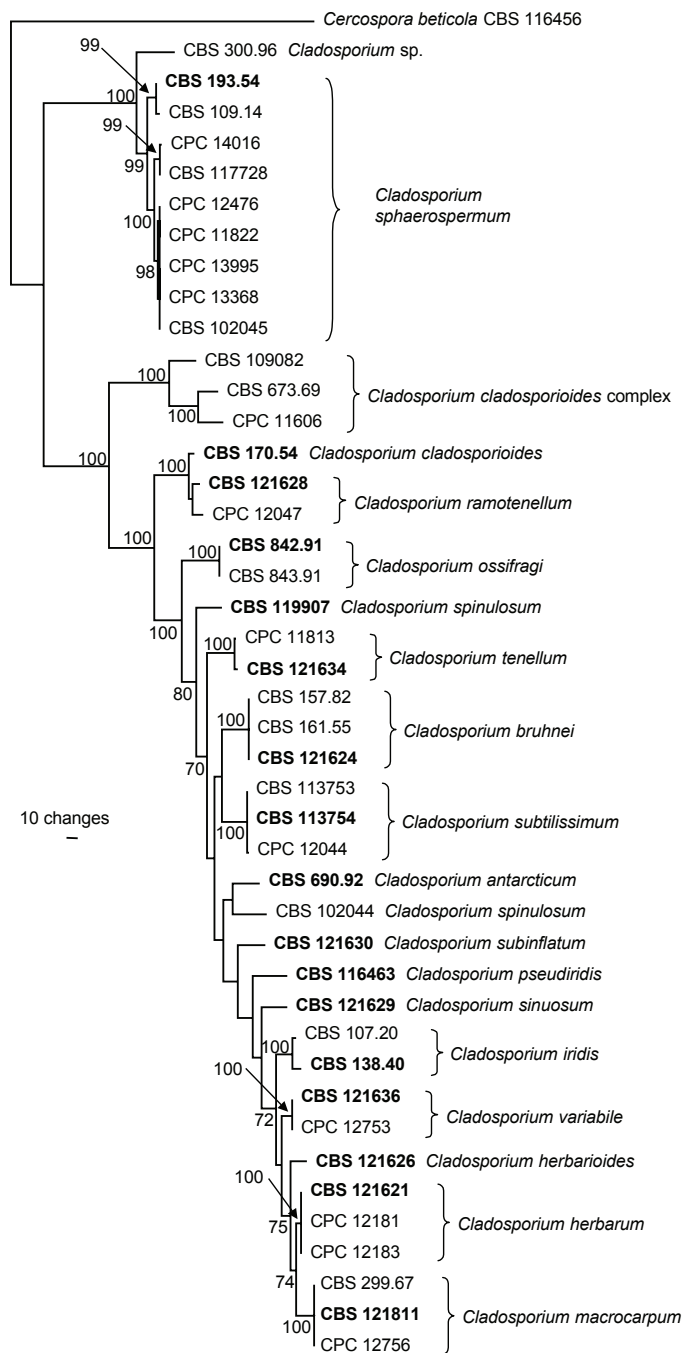 Cercospora beticola CBS 116456
CBS 300.96 Cladosporium sp.
99
CBS 193.54
100
CBS 109.14
99
CPC 14016
99
CBS 117728
Cladosporium
sphaerospermum
CPC 12476
100
CPC 11822
98
CPC 13995
CPC 13368
CBS 102045
CBS 109082
100
CBS 673.69
Cladosporium cladosporioides complex
100
CPC 11606
100
CBS 170.54 Cladosporium cladosporioides
100
CBS 121628
Cladosporium ramotenellum
CPC 12047
CBS 842.91
100
Cladosporium ossifragi
CBS 843.91
100
CBS 119907 Cladosporium spinulosum
CPC 11813
100
Cladosporium tenellum
CBS 121634
80
CBS 157.82
100
CBS 161.55
Cladosporium bruhnei
CBS 121624
70
CBS 113753
10 changes
CBS 113754
Cladosporium subtilissimum
100
CPC 12044
CBS 690.92 Cladosporium antarcticum
CBS 102044 Cladosporium spinulosum
CBS 121630 Cladosporium subinflatum
CBS 116463 Cladosporium pseudiridis
CBS 121629 Cladosporium sinuosum
CBS 107.20
100
Cladosporium iridis
CBS 138.40
100
CBS 121636
Cladosporium variabile
72
CPC 12753
CBS 121626 Cladosporium herbarioides
100
CBS 121621
CPC 12181
Cladosporium herbarum
75
CPC 12183
74
CBS 299.67
CBS 121811
Cladosporium macrocarpum
100
CPC 12756